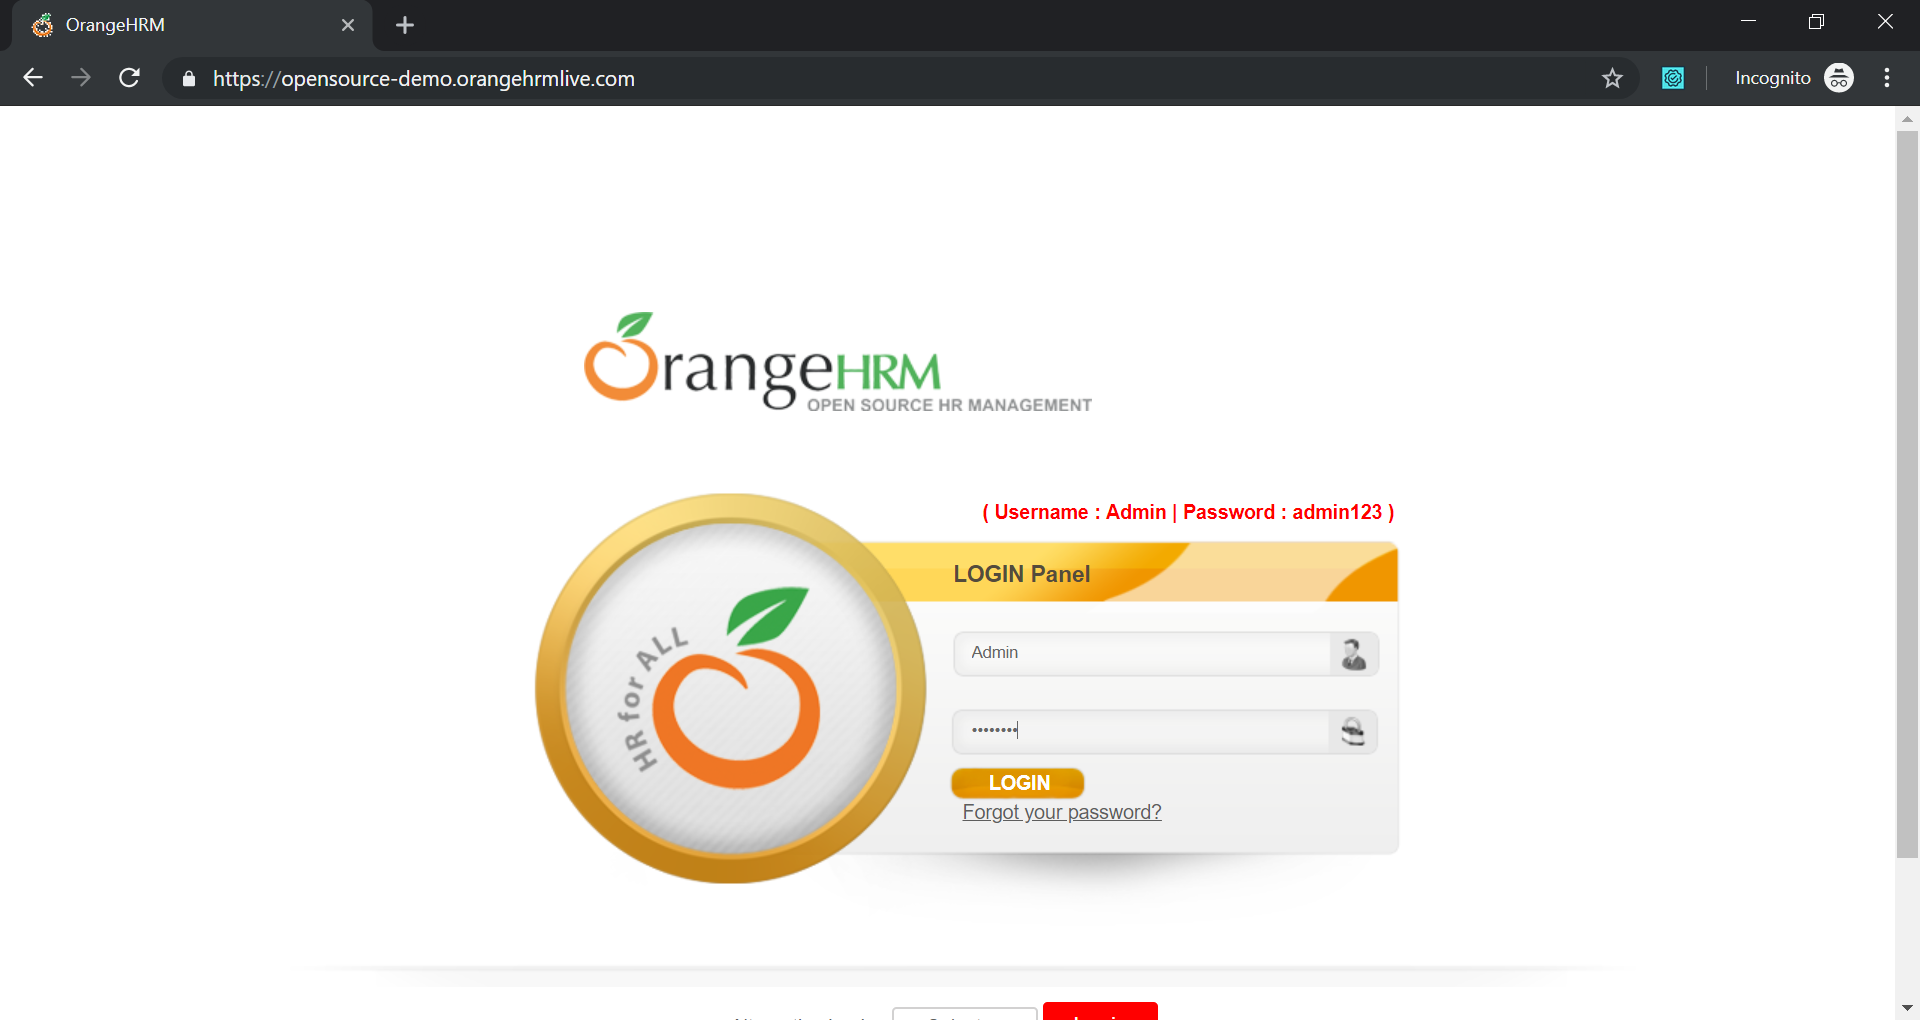 OrangeHRM
https://opensource-demo.orangehrmlive.com
Incognito
OrangeHRM
OPEN SOURCE HR MANAGEMENT
( Username : Admin | Password : admin123 )
LOGIN Panel
HR for ALL
Admin
••••••••
LOGIN
Forgot your password?